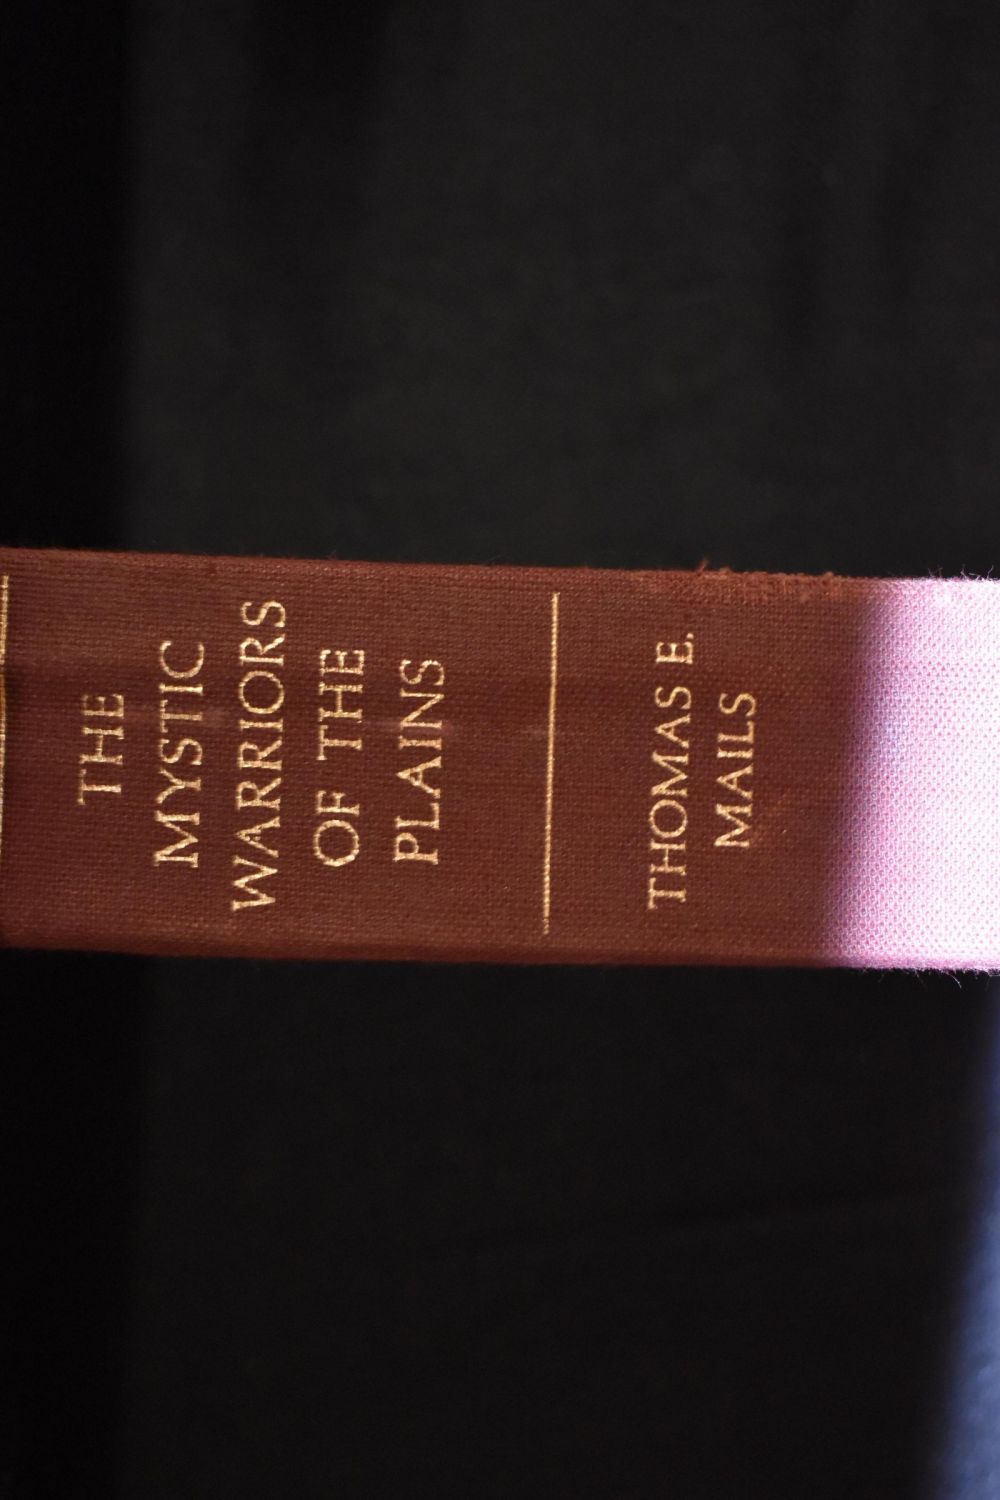 THE
MYSTIC
WARRIORS
OF THE
PLAINS
THOMAS E.
MAILS